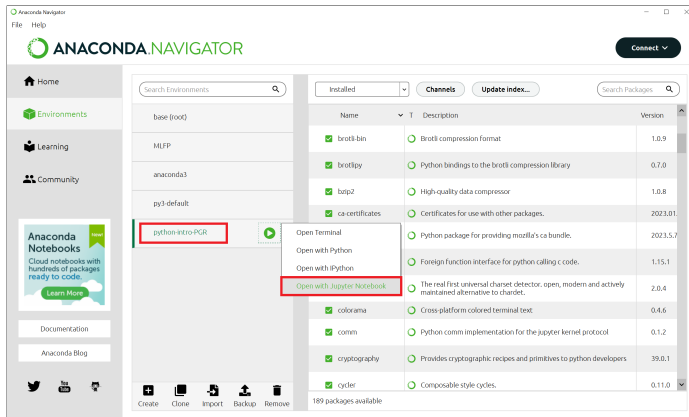 Anaconda Navigator
File Help
ANACONDA.NAVIGATOR
Connect
Home
Environments
Learning
Community
Anaconda Notebooks
New!
Cloud notebooks with
hundreds of packages
ready to code.
Learn More
Documentation
Anaconda Blog
You Tube
Search Environments
base (root)
MLFP
anaconda3
py3-default
python-intro-PGR
Create Clone Import Backup Remove
Open Terminal
Open with Python
Open with IPython
Open with Jupyter Notebook
Installed Channels Update index... Search Packages
Name T Description Version
brotli-bin Brotli compression format 1.0.9
brotlipy Python bindings to the brotli compression library 0.7.0
bzip2 High-quality data compressor 1.0.8
ca-certificates Certificates for use with other packages. 2023.01.
Python package for providing mozilla's ca bundle. 2023.5.7
Foreign function interface for python calling c code. 1.15.1
The real first universal charset detector. open, modern and actively
maintained alternative to chardet. 2.0.4
colorama Cross-platform colored terminal text 0.4.6
comm Python comm implementation for the jupyter kernel protocol 0.1.2
cryptography Provides cryptographic recipes and primitives to python developers 39.0.1
cycler Composable style cycles. 0.11.0
189 packages available